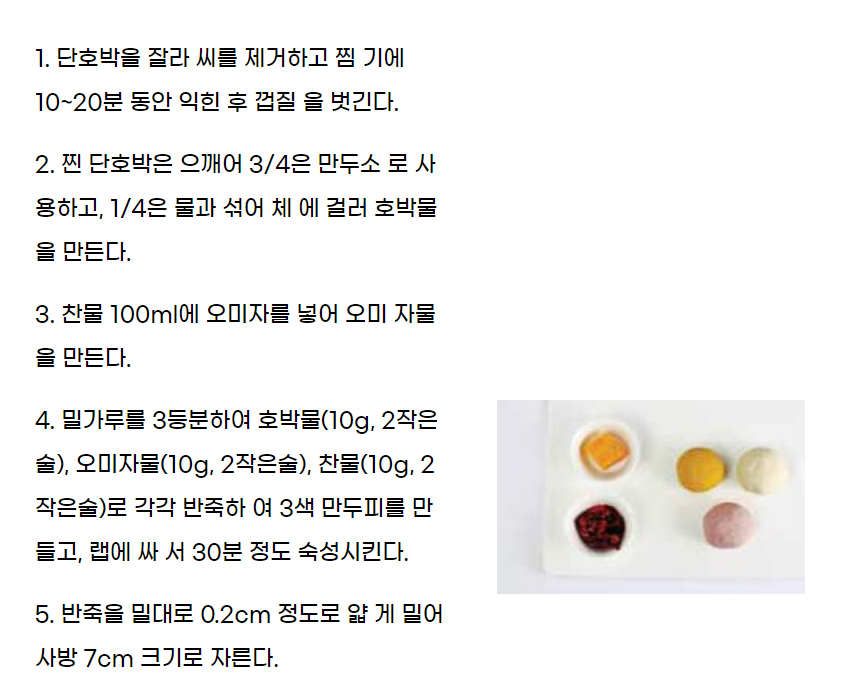 1. 단호박을 잘라 씨를 제거하고 찜 기에
10~20분 동안 익힌 후 껍질 을 벗긴다.
2. 찐 단호박은 으깨어 3/4은 만두소 로 사
용하고, 1/4은 물과 섞어 체 에 걸러 호박물
을 만든다.
3. 찬물 100ml에 오미자를 넣어 오미 자물
을 만든다.
4. 밀가루를 3등분하여 호박물(10g, 2작은
술), 오미자물(10g, 2작은술), 찬물(10g, 2
작은술)로 각각 반죽하 여 3색 만두피를 만
들고, 랩에 싸 서 30분 정도 숙성시킨다.
5. 반죽을 밀대로 0.2cm 정도로 얇 게 밀어
사방 7cm 크기로 자른다.